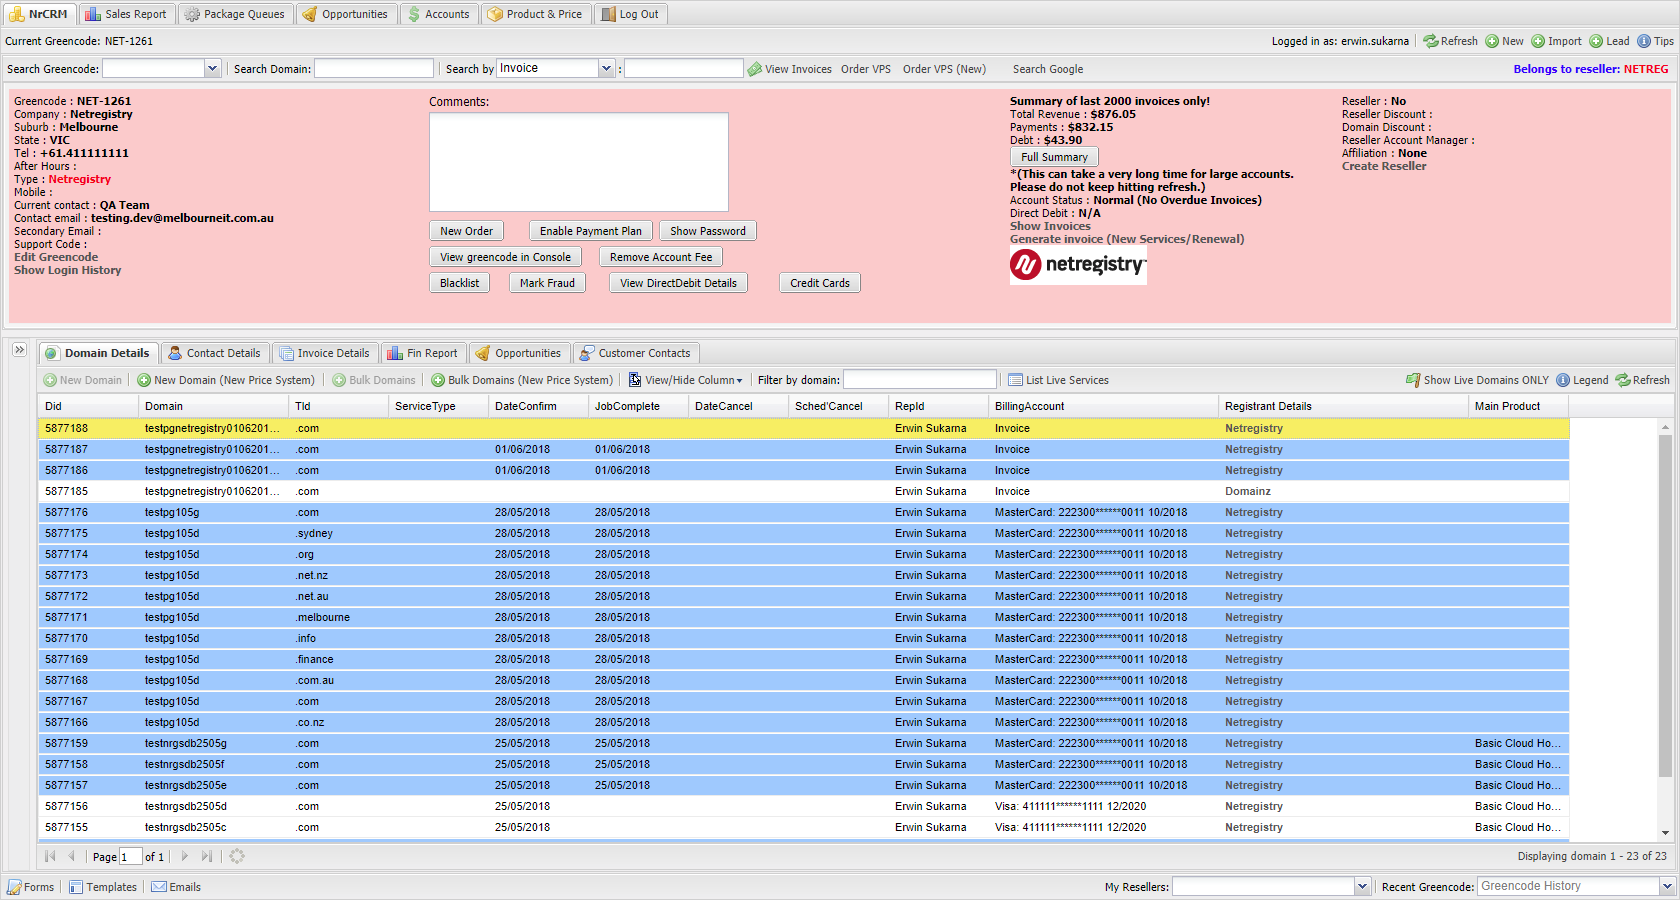 NrCRM Sales Report Package Queues Opportunities Accounts Product & Price Log Out
Current Greencode: NET-1261 Logged in as: erwin.sukarna Refresh New Import Lead Tips
Search Greencode: Search Domain: Search by Invoice : View Invoices Order VPS Order VPS (New) Search Google Belongs to reseller: NETREG
Greencode : NET-1261
Company : Netregistry
Suburb : Melbourne
State : VIC
Tel : +61.411111111
After Hours :
Type : Netregistry
Mobile :
Current contact : QA Team
Contact email : testing.dev@melbourneit.com.au
Secondary Email :
Support Code :
Edit Greencode
Show Login History
Comments:
New Order Enable Payment Plan Show Password
View greencode in Console Remove Account Fee
Blacklist Mark Fraud View DirectDebit Details Credit Cards
Summary of last 2000 invoices only!
Total Revenue : $876.05
Payments : $832.15
Debt : $43.90
Full Summary
*(This can take a very long time for large accounts.
Please do not keep hitting refresh.)
Account Status : Normal (No Overdue Invoices)
Direct Debit : N/A
Show Invoices
Generate invoice (New Services/Renewal)
netregistry
Reseller : No
Reseller Discount :
Domain Discount :
Reseller Account Manager :
Affiliation : None
Create Reseller
Domain Details Contact Details Invoice Details Fin Report Opportunities Customer Contacts
New Domain New Domain (New Price System) Bulk Domains Bulk Domains (New Price System) View/Hide Column Filter by domain: List Live Services Show Live Domains ONLY Legend Refresh
Did Domain Tld ServiceType DateConfirm JobComplete DateCancel Sched'Cancel RepId BillingAccount Registrant Details Main Product
5877188 testpgnetregistry0106201... .com Erwin Sukarna Invoice Netregistry
5877187 testpgnetregistry0106201... .com 01/06/2018 01/06/2018 Erwin Sukarna Invoice Netregistry
5877186 testpgnetregistry0106201... .com 01/06/2018 01/06/2018 Erwin Sukarna Invoice Netregistry
5877185 testpgnetregistry0106201... .com Erwin Sukarna Invoice Domainz
5877176 testpg105g .com 28/05/2018 28/05/2018 Erwin Sukarna MasterCard: 222300******0011 10/2018 Netregistry
5877175 testpg105d .sydney 28/05/2018 28/05/2018 Erwin Sukarna MasterCard: 222300******0011 10/2018 Netregistry
5877174 testpg105d .org 28/05/2018 28/05/2018 Erwin Sukarna MasterCard: 222300******0011 10/2018 Netregistry
5877173 testpg105d .net.nz 28/05/2018 28/05/2018 Erwin Sukarna MasterCard: 222300******0011 10/2018 Netregistry
5877172 testpg105d .net.au 28/05/2018 28/05/2018 Erwin Sukarna MasterCard: 222300******0011 10/2018 Netregistry
5877171 testpg105d .melbourne 28/05/2018 28/05/2018 Erwin Sukarna MasterCard: 222300******0011 10/2018 Netregistry
5877170 testpg105d .info 28/05/2018 28/05/2018 Erwin Sukarna MasterCard: 222300******0011 10/2018 Netregistry
5877169 testpg105d .finance 28/05/2018 28/05/2018 Erwin Sukarna MasterCard: 222300******0011 10/2018 Netregistry
5877168 testpg105d .com.au 28/05/2018 28/05/2018 Erwin Sukarna MasterCard: 222300******0011 10/2018 Netregistry
5877167 testpg105d .com 28/05/2018 28/05/2018 Erwin Sukarna MasterCard: 222300******0011 10/2018 Netregistry
5877166 testpg105d .co.nz 28/05/2018 28/05/2018 Erwin Sukarna MasterCard: 222300******0011 10/2018 Netregistry
5877159 testnrgsdb2505g .com 25/05/2018 25/05/2018 Erwin Sukarna MasterCard: 222300******0011 10/2018 Netregistry Basic Cloud Ho...
5877158 testnrgsdb2505f .com 25/05/2018 25/05/2018 Erwin Sukarna MasterCard: 222300******0011 10/2018 Netregistry Basic Cloud Ho...
5877157 testnrgsdb2505e .com 25/05/2018 25/05/2018 Erwin Sukarna MasterCard: 222300******0011 10/2018 Netregistry Basic Cloud Ho...
5877156 testnrgsdb2505d .com 25/05/2018 Erwin Sukarna Visa: 411111******1111 12/2020 Netregistry Basic Cloud Ho...
5877155 testnrgsdb2505c .com 25/05/2018 Erwin Sukarna Visa: 411111******1111 12/2020 Netregistry Basic Cloud Ho...
Page 1 of 1 Displaying domain 1 - 23 of 23
Forms Templates Emails My Resellers: Recent Greencode: Greencode History